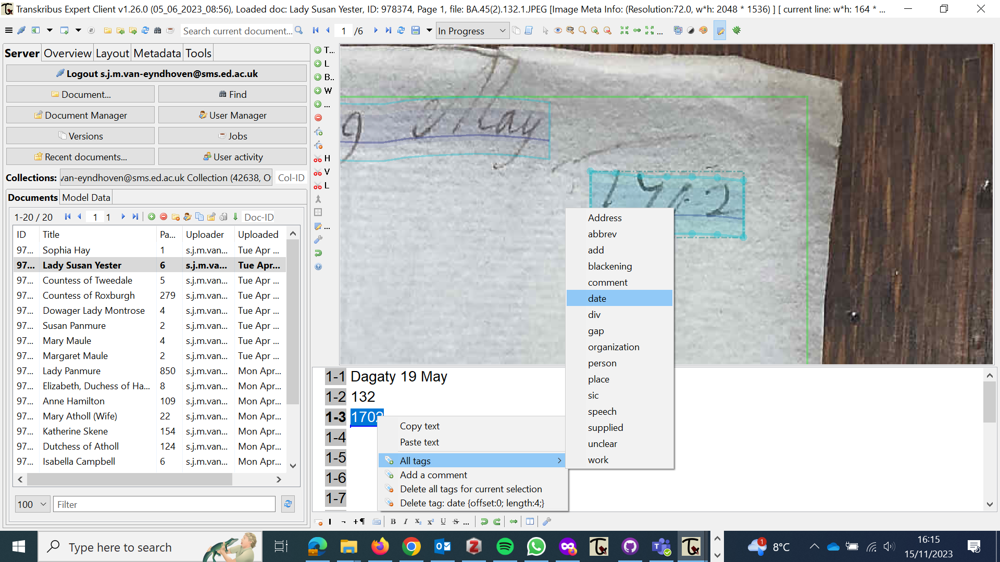 Transkribus Expert Client v1.26.0 (05_06_2023_08:56), Loaded doc: Lady Susan Yester, ID: 978374, Page 1, file: BA.45(2).132.1.JPEG [Image Meta Info: (Resolution:72.0, w*h: 2048 * 1536) ] [ current line: w*h: 164 * ...
Search current document...
1 /6
In Progress
...
Server Overview Layout Metadata Tools
Logout s.j.m.van-eyndhoven@sms.ed.ac.uk
Document... Find
Document Manager User Manager
Versions Jobs
Recent documents... User activity
Collections: van-eyndhoven@sms.ed.ac.uk Collection (42638, O Col-ID
Documents Model Data
1-20 / 20 1 1 Doc-ID
ID Title Pa... Uploader Uploaded
97... Sophia Hay 1 s.j.m.van... Tue Apr ...
97... Lady Susan Yester 6 s.j.m.va... Tue Apr...
97... Countess of Tweedale 5 s.j.m.van... Tue Apr ...
97... Countess of Roxburgh 279 s.j.m.van... Tue Apr ...
97... Dowager Lady Montrose 4 s.j.m.van... Tue Apr ...
97... Susan Panmure 2 s.j.m.van... Tue Apr ...
97... Mary Maule 4 s.j.m.van... Tue Apr ...
97... Margaret Maule 2 s.j.m.van... Tue Apr ...
97... Lady Panmure 850 s.j.m.van... Mon Apr...
97... Elizabeth, Duchess of Ha... 8 s.j.m.van... Mon Apr...
97... Anne Hamilton 109 s.j.m.van... Mon Apr...
97... Mary Atholl (Wife) 22 s.j.m.van... Mon Apr...
97... Katherine Skene 154 s.j.m.van... Mon Apr...
97... Dutchess of Atholl 124 s.j.m.van... Mon Apr...
97... Isabella Campbell 6 s.j.m.van... Mon Apr...
100 Filter
T...
L
B..
W
...
H
V
L
...
9 May
1702
1-1 Dagaty 19 May
1-2 132
1-3 1702
1-4
1-5
1-6
1-7
Copy text
Paste text
All tags
Add a comment
Delete all tags for current selection
Delete tag: date {offset:0; length:4;}
Address
abbrev
add
blackening
comment
date
div
gap
organization
person
place
sic
speech
supplied
unclear
work
B I X₂ x² U S ...
Type here to search
1
8°C
16:15
15/11/2023